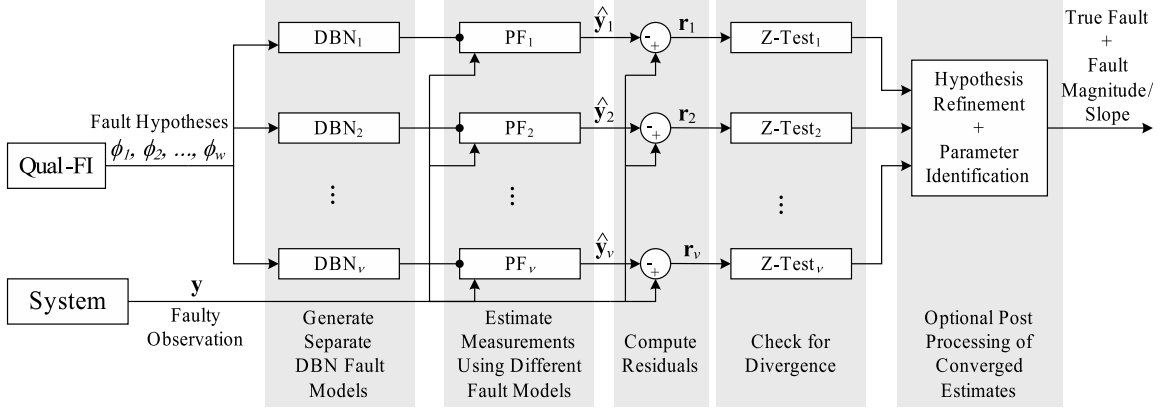 Qual-FI
Fault Hypotheses
ϕ1, ϕ2, ..., ϕw
System
y
Faulty
Observation
DBN1
DBN2
⋮
DBNν
Generate
Separate
DBN Fault
Models
PF1
PF2
⋮
PFν
Estimate
Measurements
Using Different
Fault Models
ŷ1
ŷ2
ŷν
- +
- +
- +
r1
r2
rν
Compute
Residuals
Z-Test1
Z-Test2
⋮
Z-Testν
Check for
Divergence
Hypothesis
Refinement
+
Parameter
Identification
Optional Post
Processing of
Converged
Estimates
True Fault
+
Fault
Magnitude/
Slope